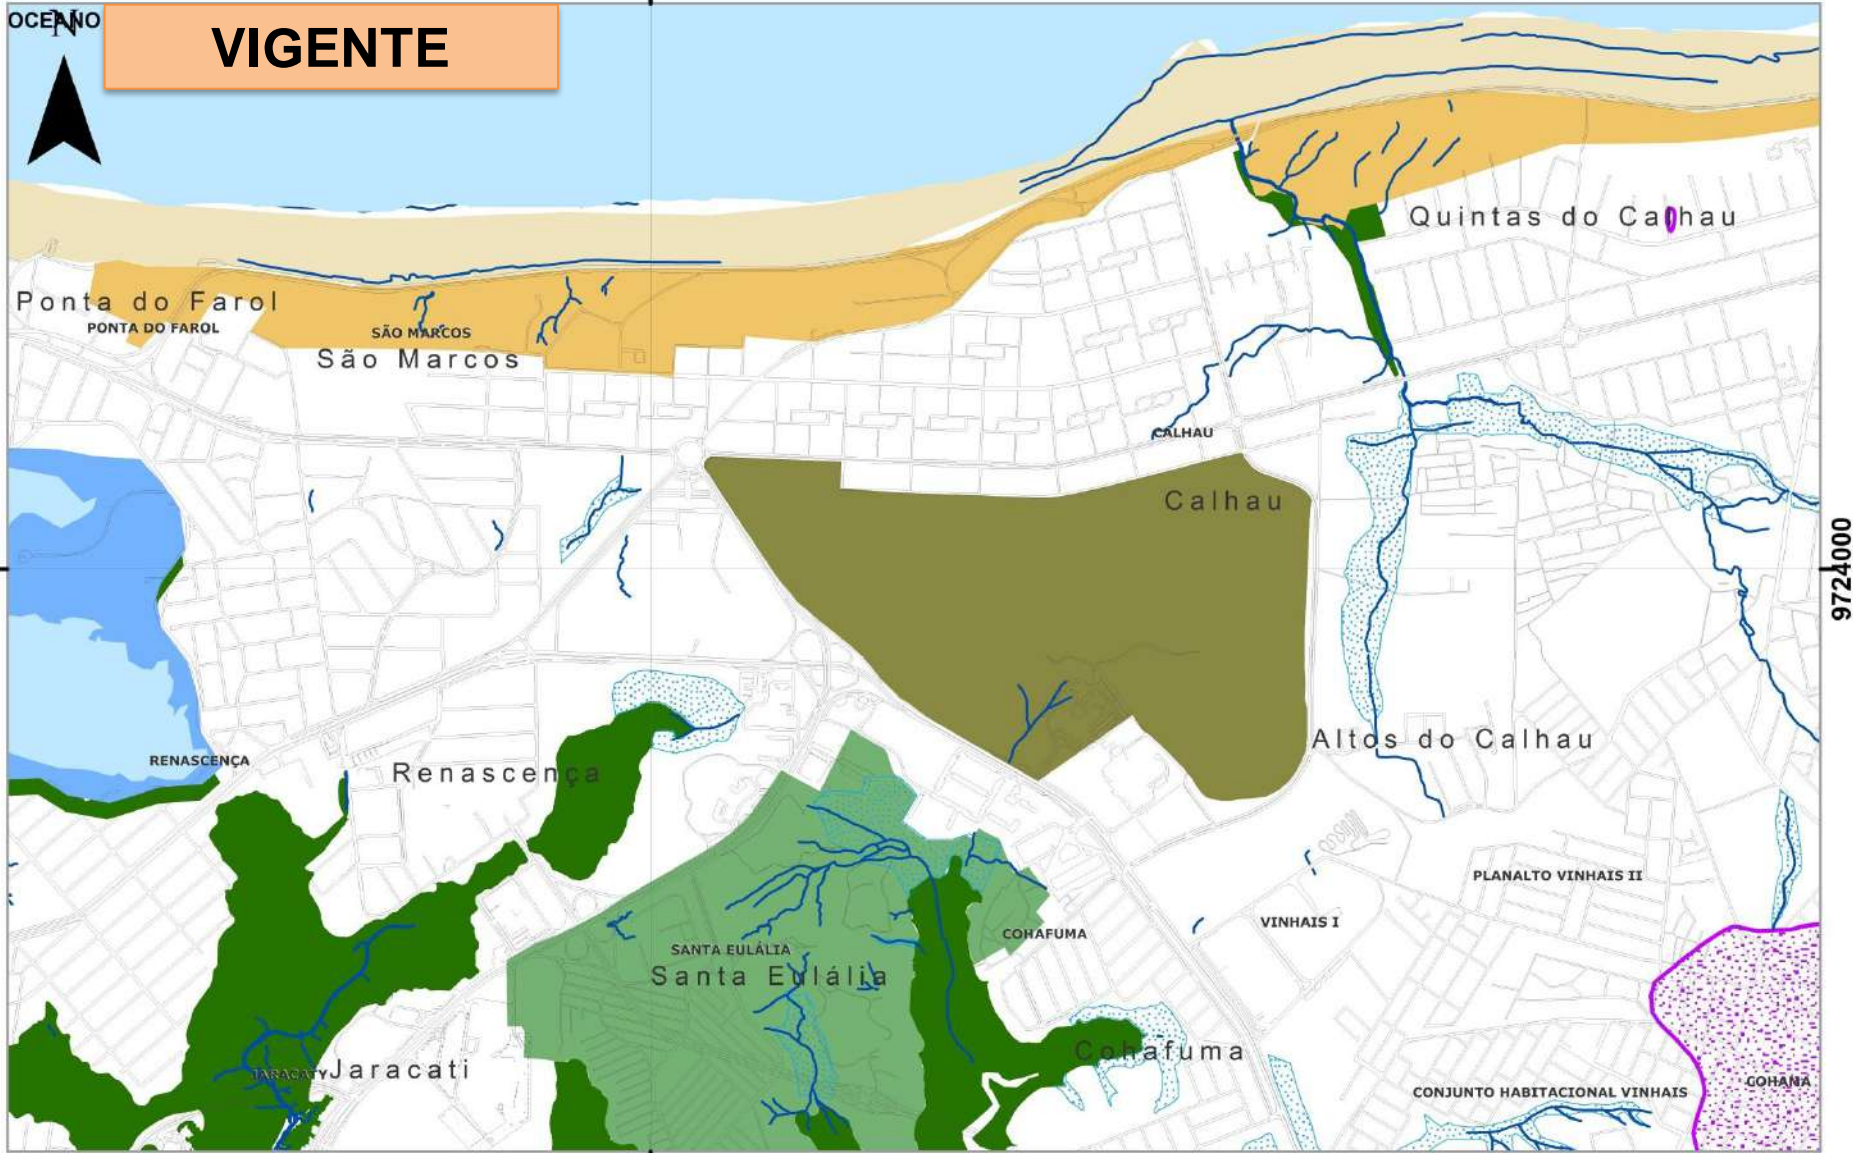 OCEANO
N
VIGENTE
Quintas do Calhau
Ponta do Farol
PONTA DO FAROL
SÃO MARCOS
São Marcos
CALHAU
Calhau
9724000
Altos do Calhau
RENASCENÇA
Renascença
PLANALTO VINHAIS II
VINHAIS I
COHAFUMA
SANTA EULÁLIA
Santa Eulália
Cohafuma
Jaracati
JARACATY
COHAMA
CONJUNTO HABITACIONAL VINHAIS